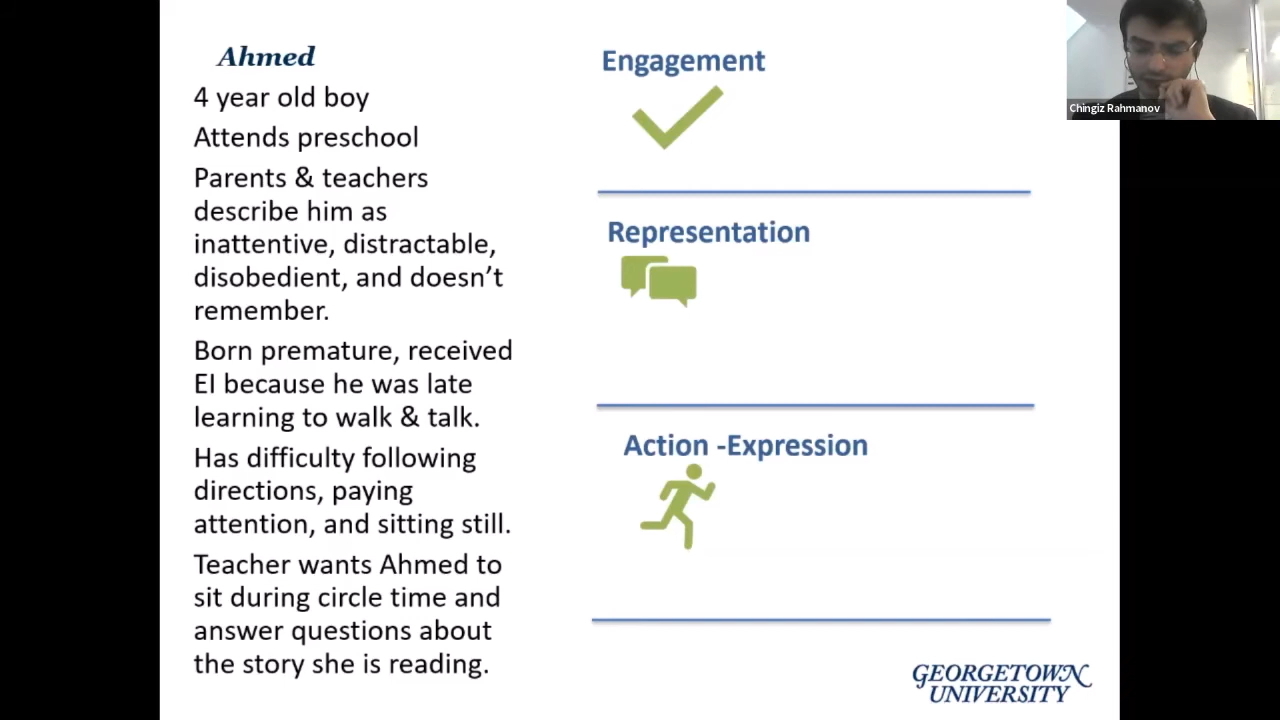 Ahmed
4 year old boy
Attends preschool
Parents & teachers
describe him as
inattentive, distractable,
disobedient, and doesn’t
remember.
Born premature, received
EI because he was late
learning to walk & talk.
Has difficulty following
directions, paying
attention, and sitting still.
Teacher wants Ahmed to
sit during circle time and
answer questions about
the story she is reading.
Engagement
Representation
Action -Expression
GEORGETOWN
UNIVERSITY
Chingiz Rahmanov